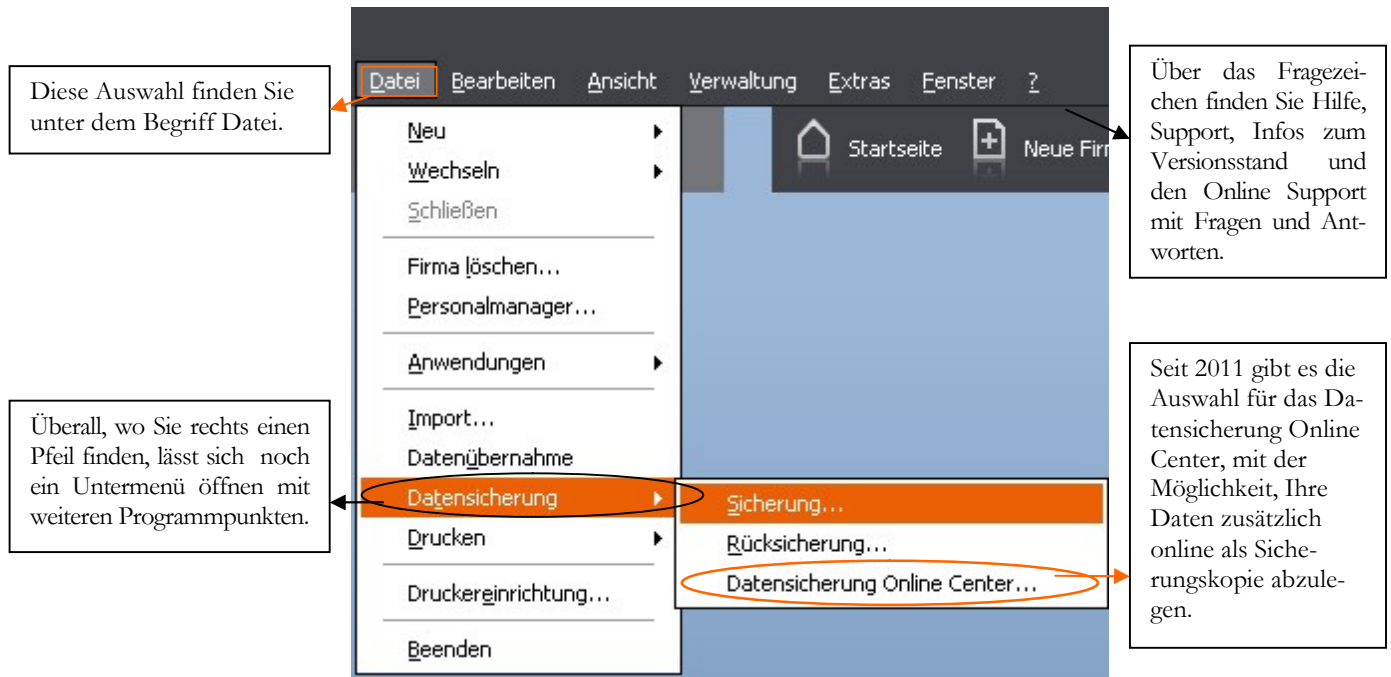 Diese Auswahl finden Sie
unter dem Begriff Datei.
Überall, wo Sie rechts einen
Pfeil finden, lässt sich noch
ein Untermenü öffnen mit
weiteren Programmpunkten.
Datei Bearbeiten Ansicht Verwaltung Extras Fenster ?
Startseite Neue Firm
Neu
Wechseln
Schließen
Firma löschen...
Personalmanager...
Anwendungen
Import...
Datenübernahme
Datensicherung
Drucken
Druckereinrichtung...
Beenden
Sicherung...
Rücksicherung...
Datensicherung Online Center...
Über das Fragezei-
chen finden Sie Hilfe,
Support, Infos zum
Versionsstand und
den Online Support
mit Fragen und Ant-
worten.
Seit 2011 gibt es die
Auswahl für das Da-
tensicherung Online
Center, mit der
Möglichkeit, Ihre
Daten zusätzlich
online als Siche-
rungskopie abzule-
gen.